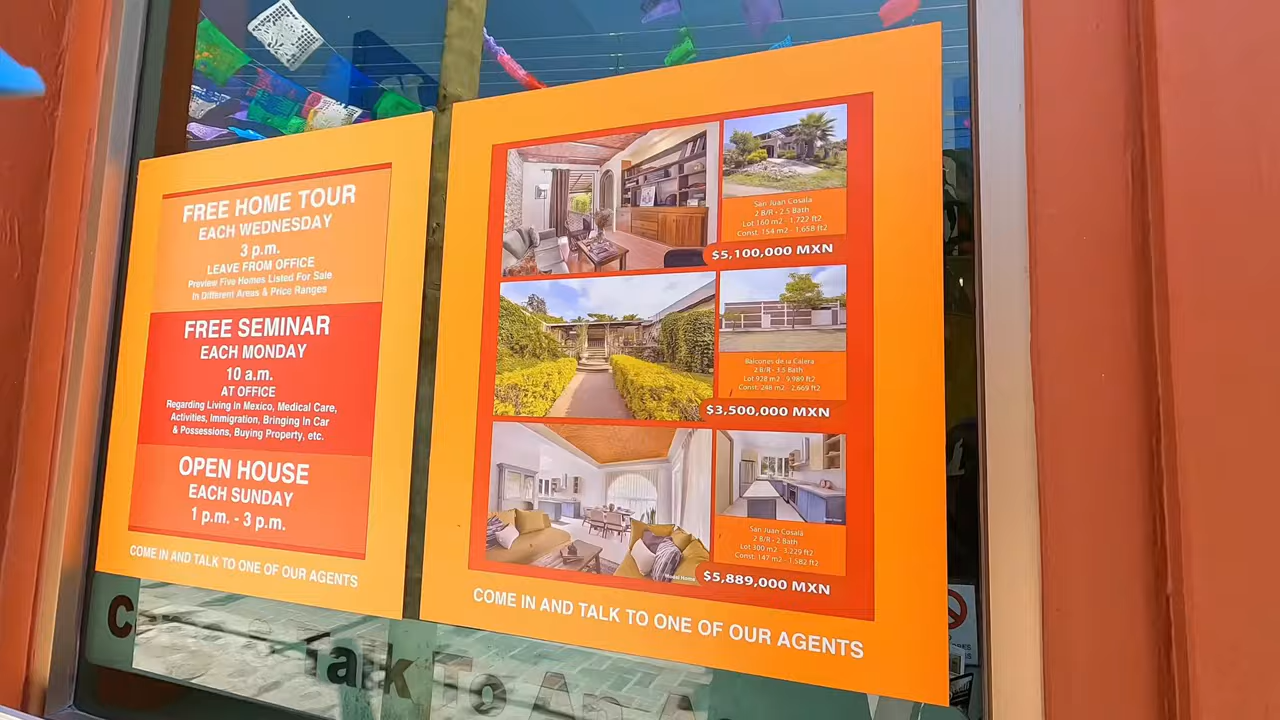 FREE HOME TOUR
EACH WEDNESDAY
3 p.m.
LEAVE FROM OFFICE
Preview Five Homes Listed For Sale
In Different Areas & Price Ranges
FREE SEMINAR
EACH MONDAY
10 a.m.
AT OFFICE
Regarding Living In Mexico, Medical Care,
Activities, Immigration, Bringing In Car
& Possessions, Buying Property, etc.
OPEN HOUSE
EACH SUNDAY
1 p.m. - 3 p.m.
COME IN AND TALK TO ONE OF OUR AGENTS
San Juan Cosala
2 B/R - 2.5 Bath
Lot 160 m2 - 1,722 ft2
Const. 154 m2 - 1,658 ft2
$5,100,000 MXN
Balcones de la Calera
2 B/R - 1.5 Bath
Lot 928 m2 - 9,989 ft2
Const. 248 m2 - 2,669 ft2
$3,500,000 MXN
San Juan Cosalá
2 B/R - 2 Bath
Lot 300 m2 - 3,229 ft2
Const. 147 m2 - 1,582 ft2
Model Home
$5,889,000 MXN
COME IN AND TALK TO ONE OF OUR AGENTS
C
Talk To An A